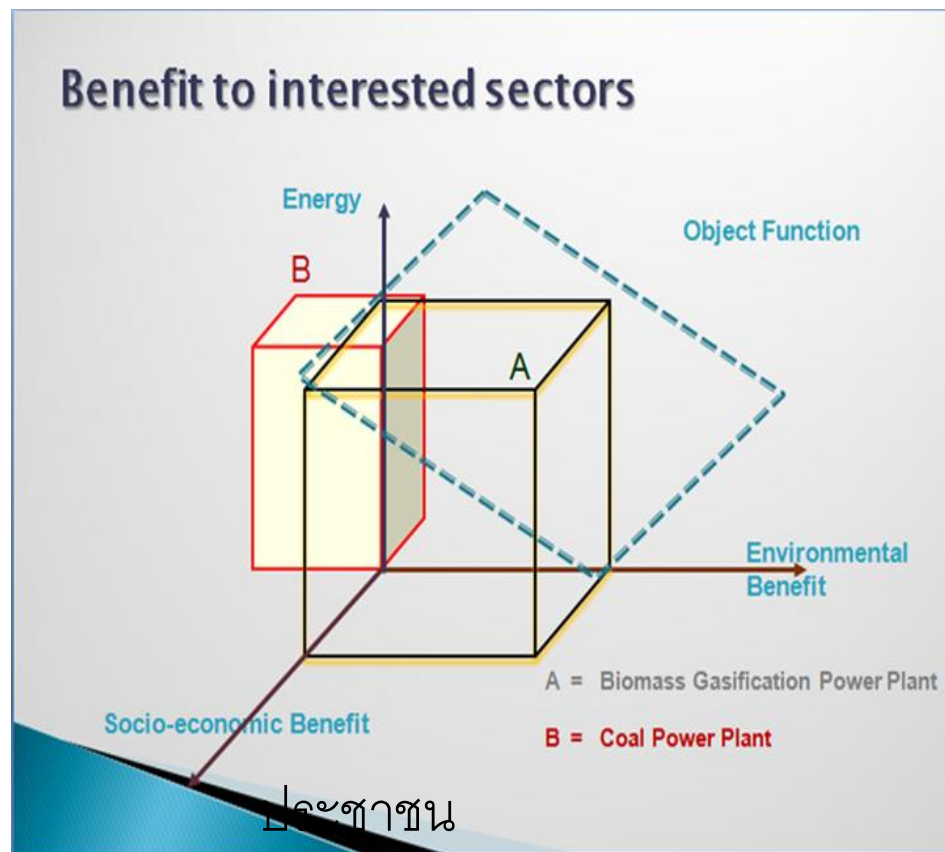 Benefit to interested sectors
Energy
Object Function
B
A
Environmental
Benefit
A = Biomass Gasification Power Plant
Socio-economic Benefit
B = Coal Power Plant
ประชาชน